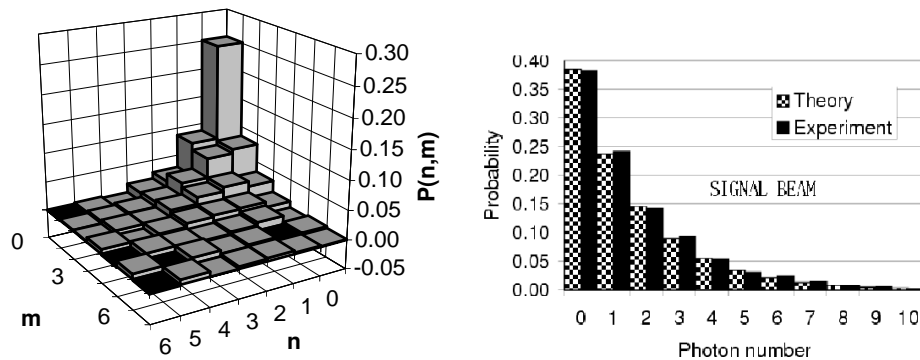 0.30
0.25
0.20
0.15
0.10
0.05
0.00
-0.05
P(n,m)
0
3
6
m
6 5 4 3 2 1 0
n
0.40
0.35
0.30
0.25
0.20
0.15
0.10
0.05
0.00
Probability
Theory
Experiment
SIGNAL BEAM
0 1 2 3 4 5 6 7 8 9 10
Photon number